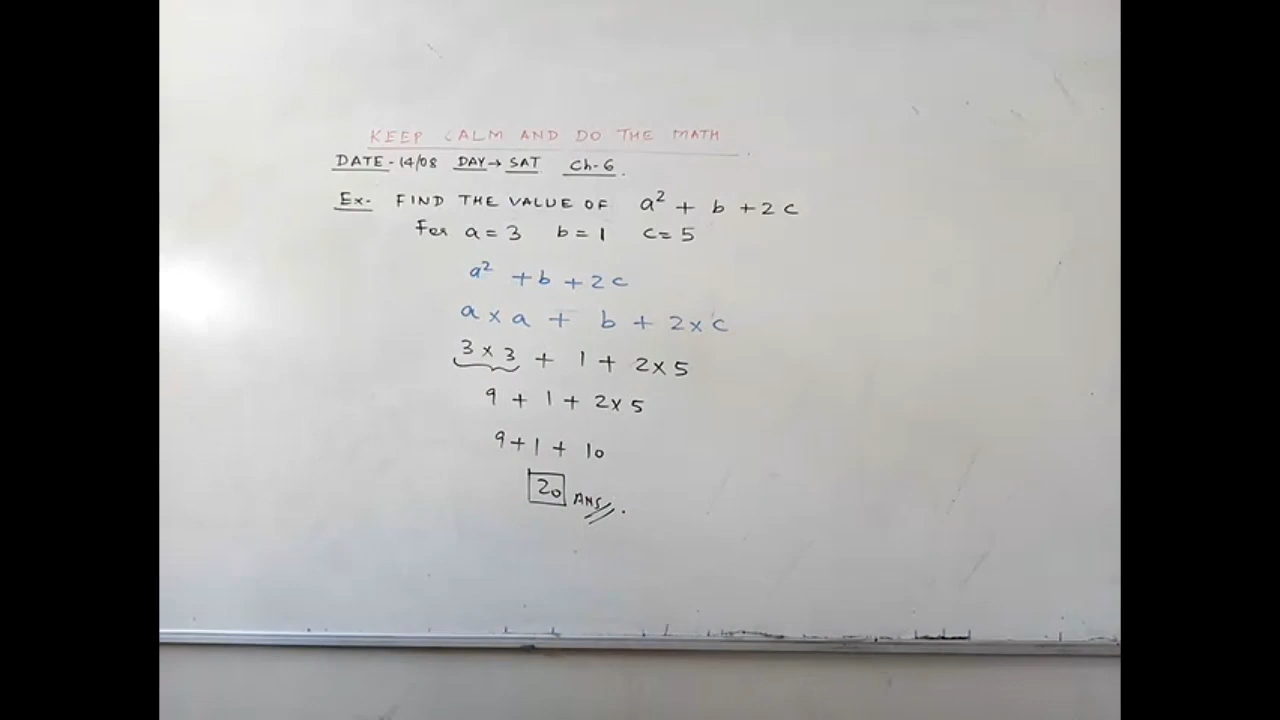 KEEP CALM AND DO THE MATH
DATE - 14/08 DAY → SAT Ch-6.
Ex- FIND THE VALUE OF a² + b + 2c
For a = 3 b = 1 c = 5
a² + b + 2c
a × a + b + 2 × c
3 × 3 + 1 + 2 × 5
9 + 1 + 2 × 5
9 + 1 + 10
20 ANS.